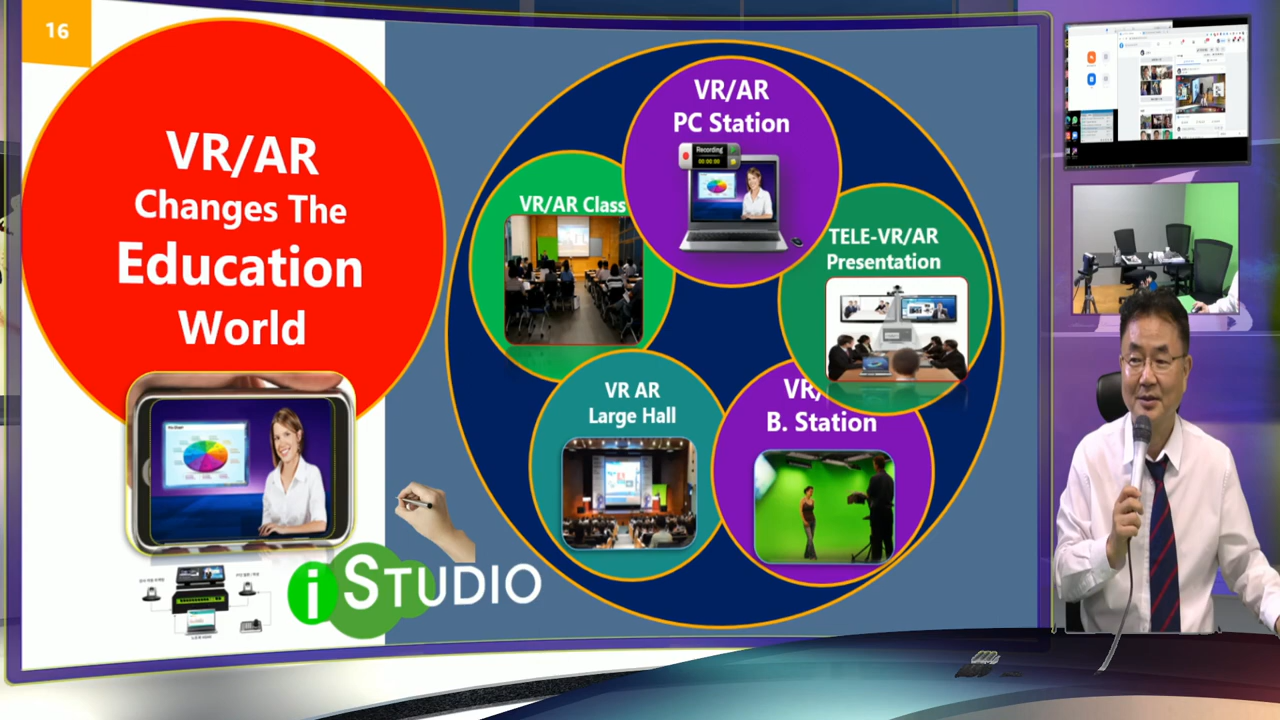 16
VR/AR
Changes The
Education
World
VR/AR
PC Station
Recording
00:00:00
VR/AR Class
TELE-VR/AR
Presentation
VR AR
Large Hall
VR/
B. Station
i STUDIO